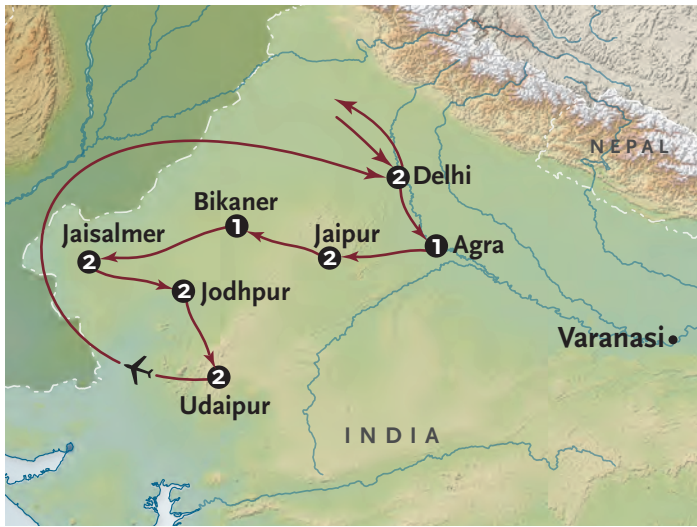 NEPAL
2 Delhi
Bikaner
1
Jaisalmer
2
Jaipur
2
1 Agra
2 Jodhpur
Varanasi
2
Udaipur
INDIA